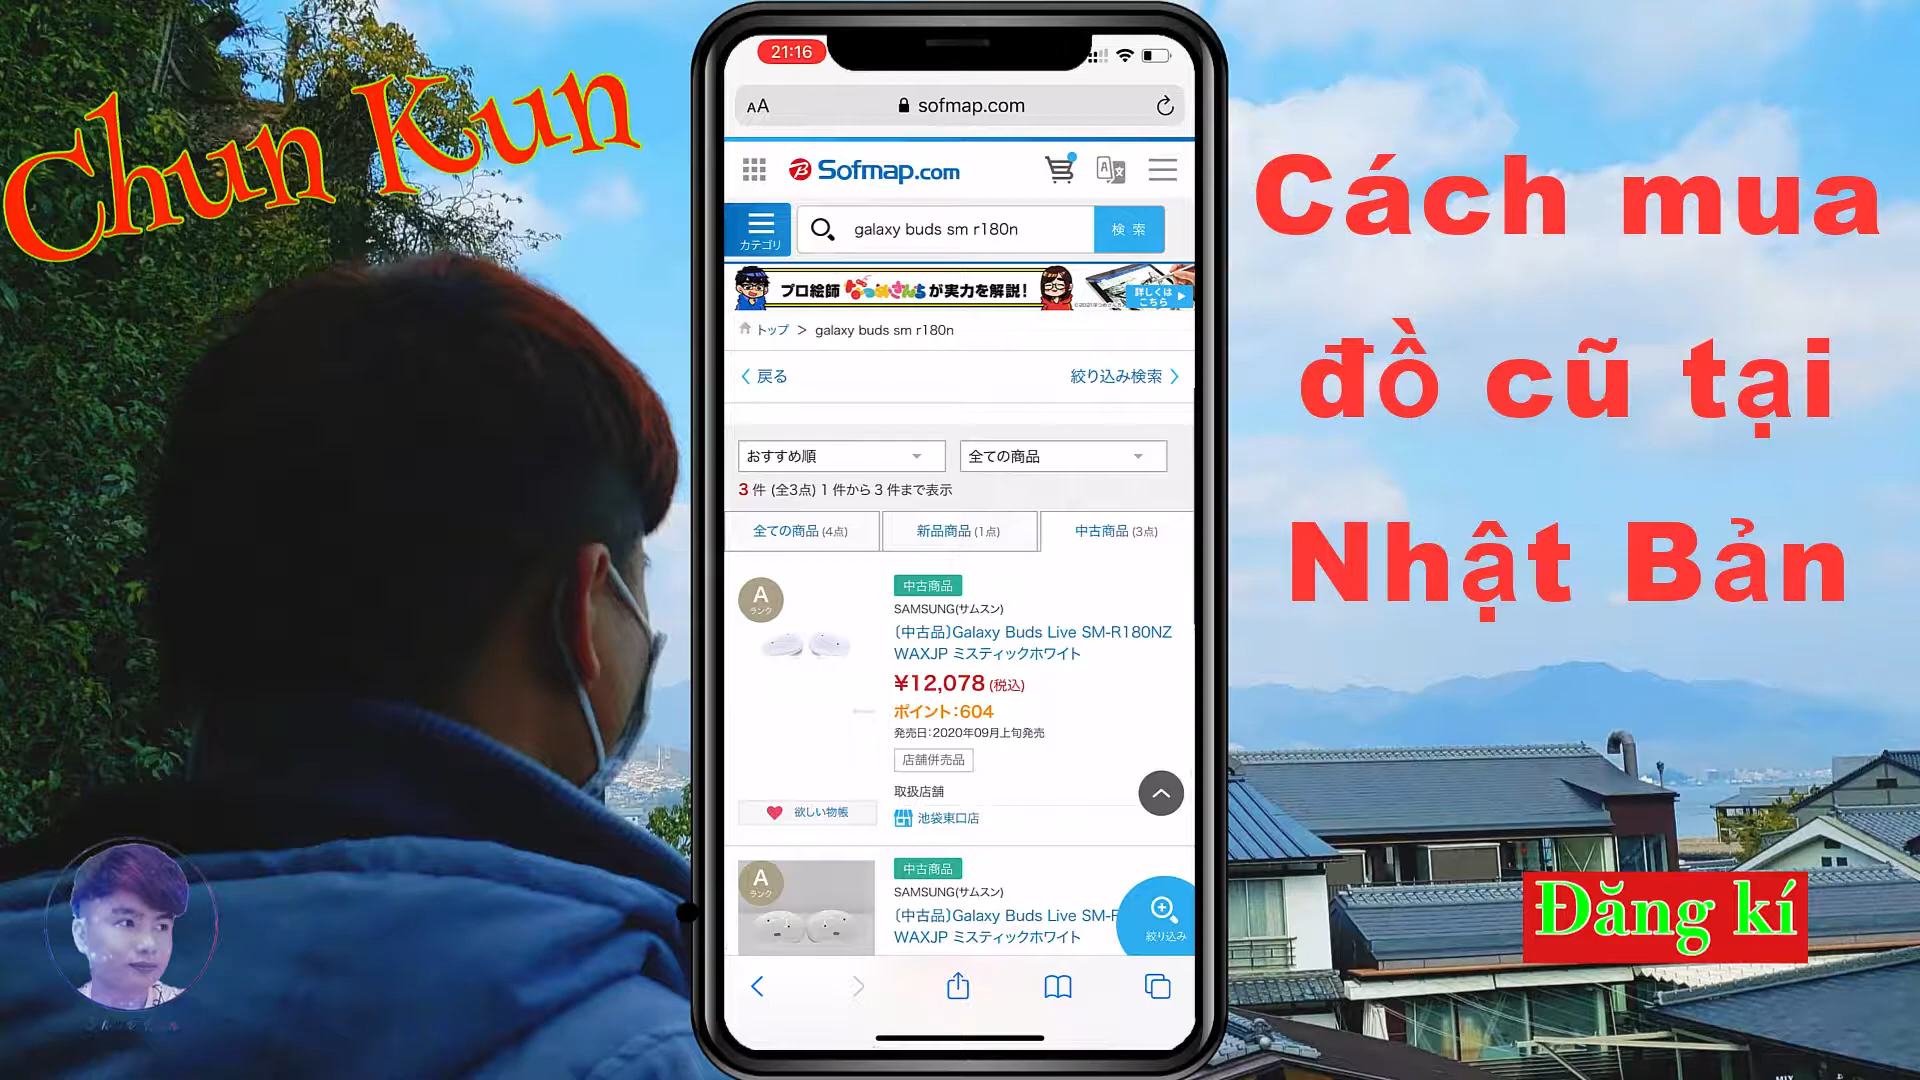 Chun Kun
21:16
AA
sofmap.com
Sofmap.com
カテゴリ
galaxy buds sm r180n
検 索
プロ絵師なつめさんちが実力を解説!
詳しくは
こちら
トップ > galaxy buds sm r180n
戻る
絞り込み検索
おすすめ順
全ての商品
3 件 (全3点) 1 件から 3 件まで表示
全ての商品 (4点)
新品商品 (1点)
中古商品 (3点)
A
ランク
中古商品
SAMSUNG(サムスン)
〔中古品〕Galaxy Buds Live SM-R180NZ
WAXJP ミスティックホワイト
¥12,078 (税込)
ポイント:604
発売日:2020年09月上旬発売
店舗併売品
取扱店舗
池袋東口店
欲しい物帳
A
ランク
中古商品
SAMSUNG(サムスン)
〔中古品〕Galaxy Buds Live SM-R
WAXJP ミスティックホワイト
絞り込み
Cách mua
đồ cũ tại
Nhật Bản
Đăng kí